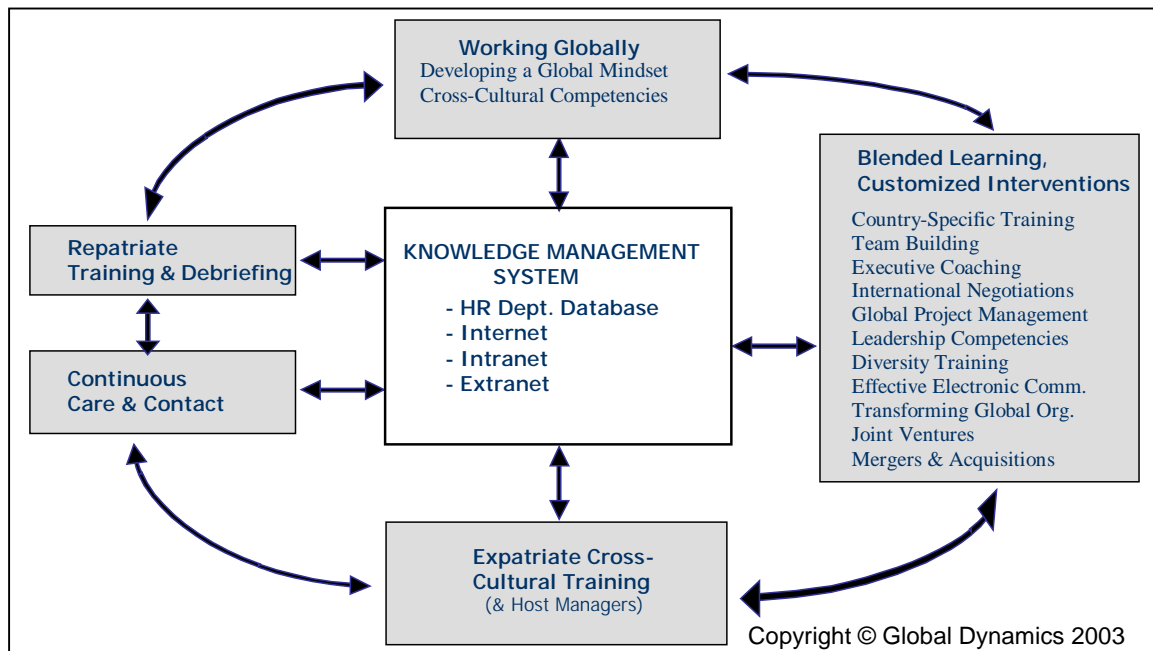 Working Globally
Developing a Global Mindset
Cross-Cultural Competencies
Blended Learning,
Customized Interventions
Country-Specific Training
Team Building
Executive Coaching
International Negotiations
Global Project Management
Leadership Competencies
Diversity Training
Effective Electronic Comm.
Transforming Global Org.
Joint Ventures
Mergers & Acquisitions
Repatriate
Training & Debriefing
KNOWLEDGE MANAGEMENT
SYSTEM
- HR Dept. Database
- Internet
- Intranet
- Extranet
Continuous
Care & Contact
Expatriate Cross-
Cultural Training
(& Host Managers)
Copyright © Global Dynamics 2003